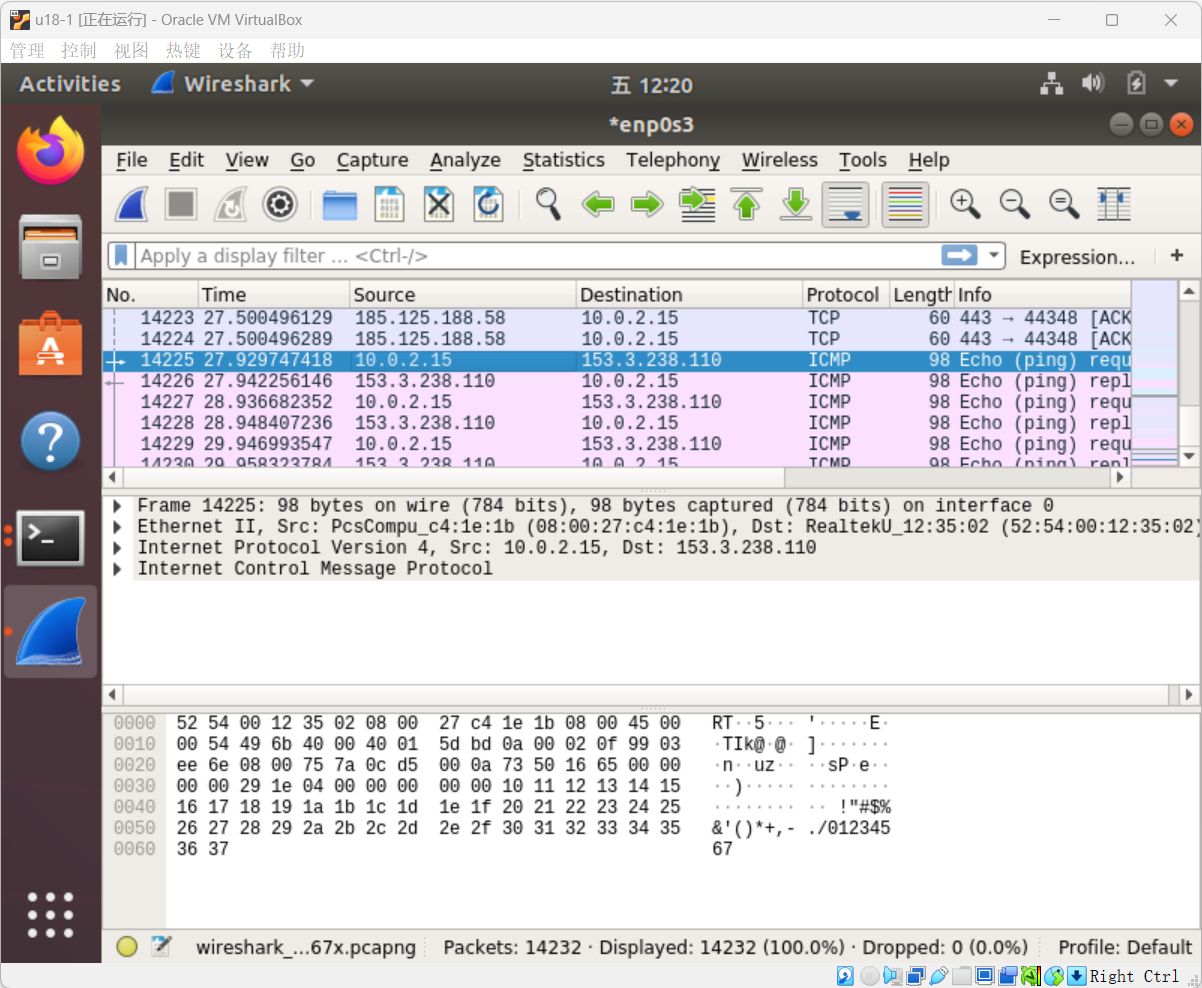 u18-1 [正在运行] - Oracle VM VirtualBox
管理 控制 视图 热键 设备 帮助
Activities Wireshark 五 12:20
*enp0s3
File Edit View Go Capture Analyze Statistics Telephony Wireless Tools Help
Apply a display filter ... <Ctrl-/> Expression... +
No. Time Source Destination Protocol Length Info
14223 27.500496129 185.125.188.58 10.0.2.15 TCP 60 443 → 44348 [ACK
14224 27.500496289 185.125.188.58 10.0.2.15 TCP 60 443 → 44348 [ACK
14225 27.929747418 10.0.2.15 153.3.238.110 ICMP 98 Echo (ping) requ
14226 27.942256146 153.3.238.110 10.0.2.15 ICMP 98 Echo (ping) repl
14227 28.936682352 10.0.2.15 153.3.238.110 ICMP 98 Echo (ping) requ
14228 28.948407236 153.3.238.110 10.0.2.15 ICMP 98 Echo (ping) repl
14229 29.946993547 10.0.2.15 153.3.238.110 ICMP 98 Echo (ping) requ
14230 29.958323784 153.3.238.110 10.0.2.15 ICMP 98 Echo (ping) repl
Frame 14225: 98 bytes on wire (784 bits), 98 bytes captured (784 bits) on interface 0
Ethernet II, Src: PcsCompu_c4:1e:1b (08:00:27:c4:1e:1b), Dst: RealtekU_12:35:02 (52:54:00:12:35:02)
Internet Protocol Version 4, Src: 10.0.2.15, Dst: 153.3.238.110
Internet Control Message Protocol
0000 52 54 00 12 35 02 08 00 27 c4 1e 1b 08 00 45 00 RT··5··· '·····E·
0010 00 54 49 6b 40 00 40 01 5d bd 0a 00 02 0f 99 03 ·TIk@·@· ]·······
0020 ee 6e 08 00 75 7a 0c d5 00 0a 73 50 16 65 00 00 ·n··uz·· ··sP·e··
0030 00 00 29 1e 04 00 00 00 00 00 10 11 12 13 14 15 ··)····· ········
0040 16 17 18 19 1a 1b 1c 1d 1e 1f 20 21 22 23 24 25 ········ ·· !"#$%
0050 26 27 28 29 2a 2b 2c 2d 2e 2f 30 31 32 33 34 35 &'()*+,- ./012345
0060 36 37 67
wireshark_...67x.pcapng Packets: 14232 · Displayed: 14232 (100.0%) · Dropped: 0 (0.0%) Profile: Default
Right Ctrl